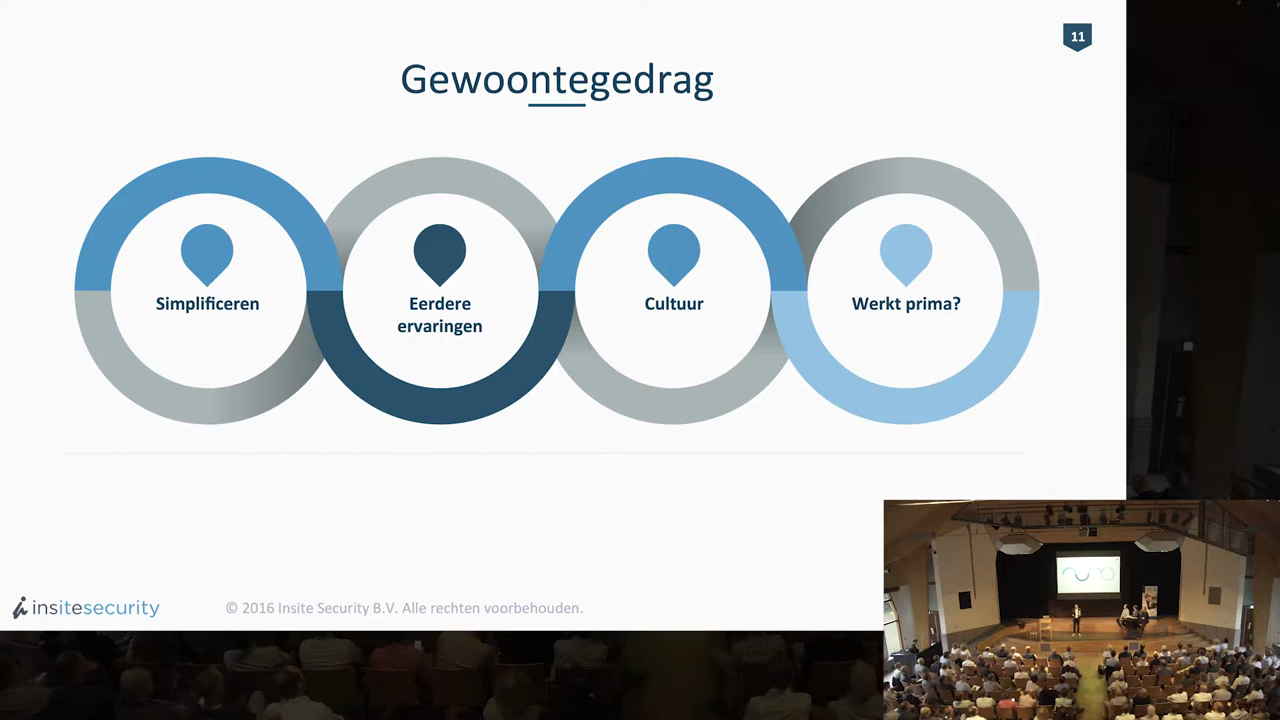 11
Gewoontegedrag
Simplificeren
Eerdere
ervaringen
Cultuur
Werkt prima?
insitesecurity
© 2016 Insite Security B.V. Alle rechten voorbehouden.